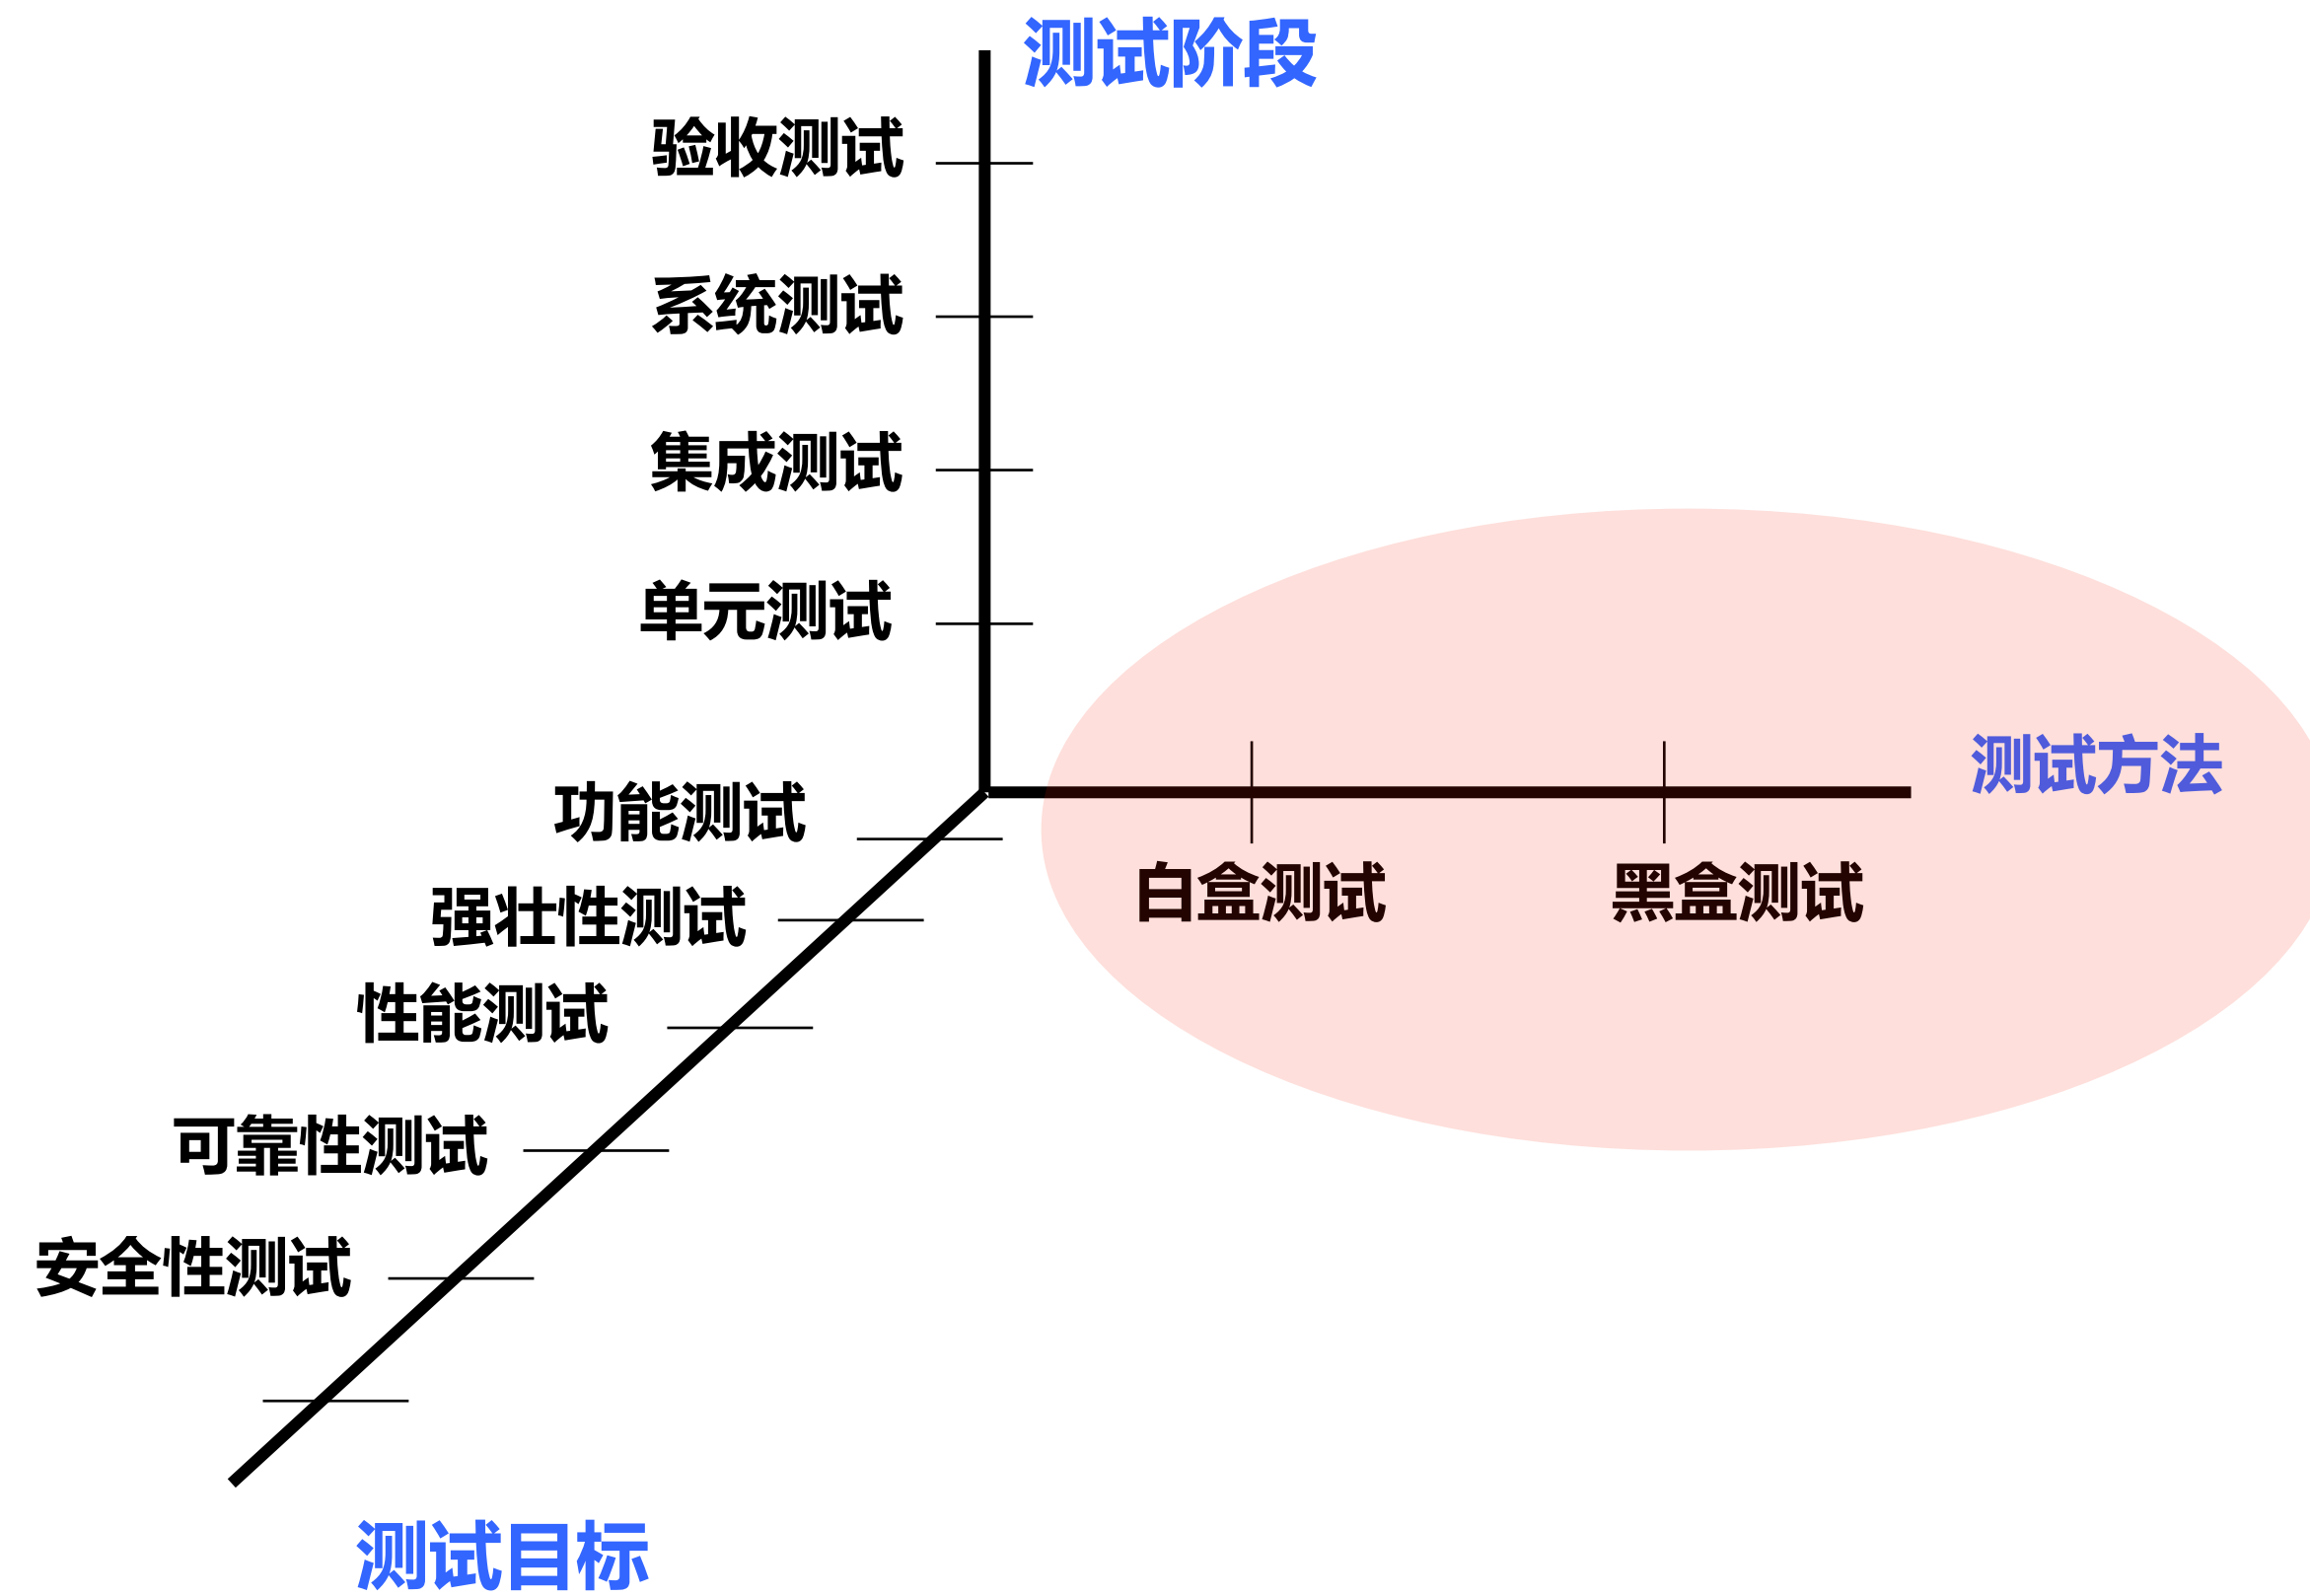 测试阶段
验收测试
系统测试
集成测试
单元测试
测试方法
功能测试
白盒测试
黑盒测试
强壮性测试
性能测试
可靠性测试
安全性测试
测试目标